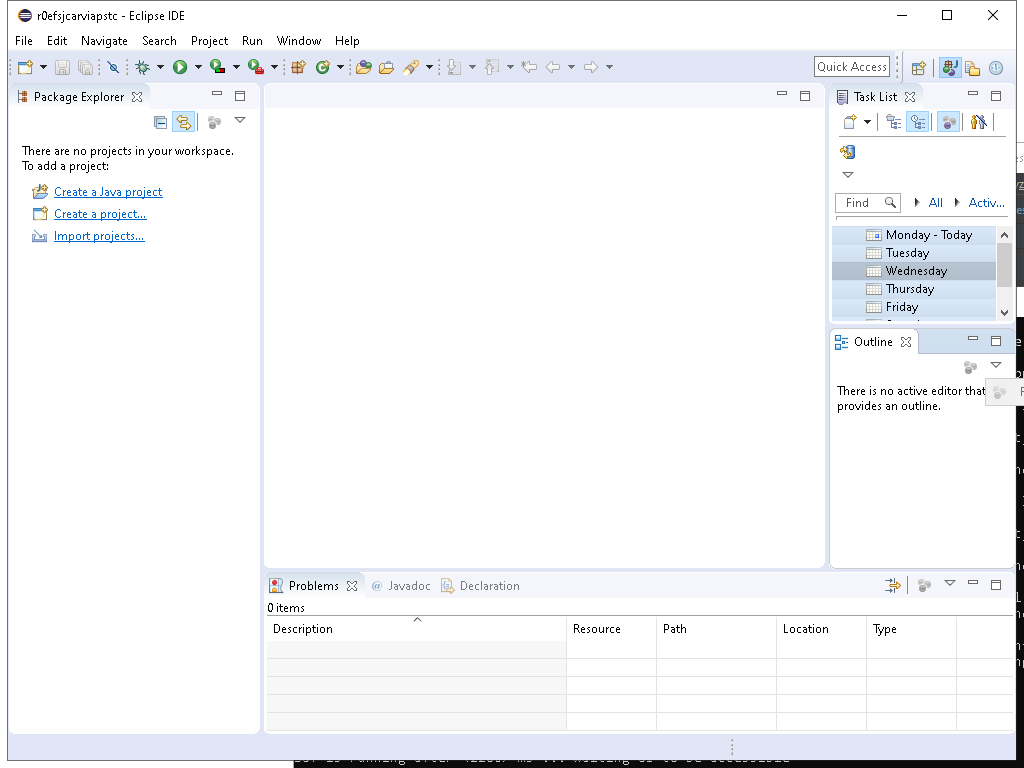 r0efsjcarviapstc - Eclipse IDE
File Edit Navigate Search Project Run Window Help
Quick Access
Package Explorer
There are no projects in your workspace.
To add a project:
Create a Java project
Create a project...
Import projects...
Task List
Find All Activ...
Monday - Today
Tuesday
Wednesday
Thursday
Friday
Outline
There is no active editor that
provides an outline.
Problems @ Javadoc Declaration
0 items
Description Resource Path Location Type